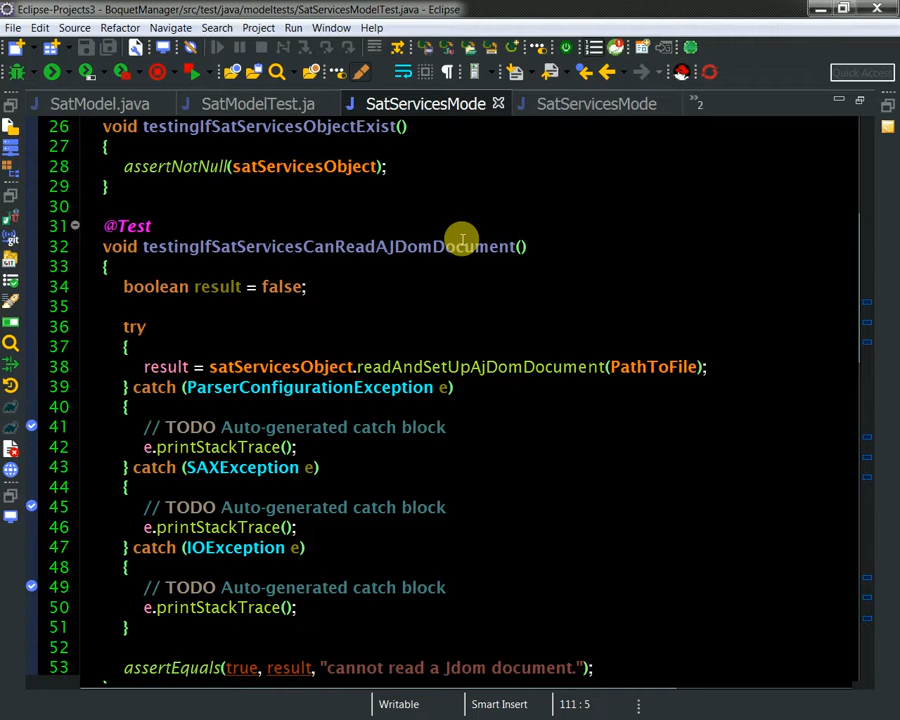 Eclipse-Projects3 - BoquetManager/src/test/java/modeltests/SatServicesModelTest.java - Eclipse
File Edit Source Refactor Navigate Search Project Run Window Help
Quick Access
SatModel.java SatModelTest.ja SatServicesMode SatServicesMode »2
26 void testingIfSatServicesObjectExist()
27 {
28 assertNotNull(satServicesObject);
29 }
30
31 @Test
32 void testingIfSatServicesCanReadAJDomDocument()
33 {
34 boolean result = false;
35
36 try
37 {
38 result = satServicesObject.readAndSetUpAjDomDocument(PathToFile);
39 } catch (ParserConfigurationException e)
40 {
41 // TODO Auto-generated catch block
42 e.printStackTrace();
43 } catch (SAXException e)
44 {
45 // TODO Auto-generated catch block
46 e.printStackTrace();
47 } catch (IOException e)
48 {
49 // TODO Auto-generated catch block
50 e.printStackTrace();
51 }
52
53 assertEquals(true, result, "cannot read a Jdom document.");
Writable Smart Insert 111 : 5